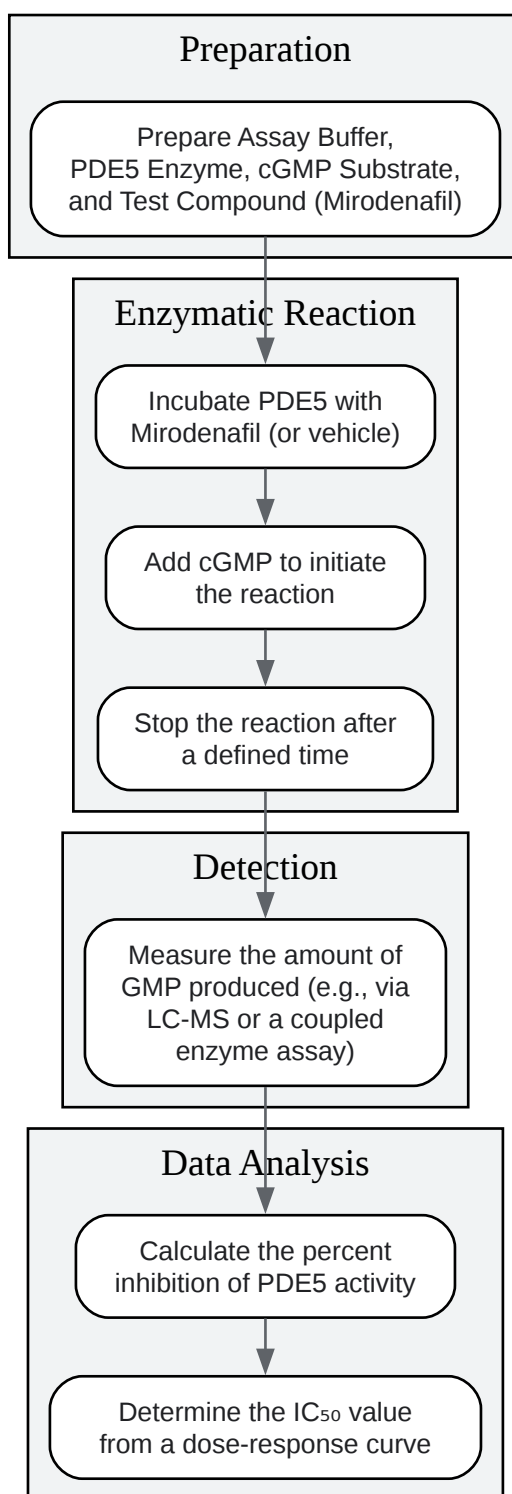 Preparation
Prepare Assay Buffer,
PDE5 Enzyme, cGMP Substrate,
and Test Compound (Mirodenafil)
Enzymatic Reaction
Incubate PDE5 with
Mirodenafil (or vehicle)
Add cGMP to initiate
the reaction
Stop the reaction after
a defined time
Detection
Measure the amount of
GMP produced (e.g., via
LC-MS or a coupled
enzyme assay)
Data Analysis
Calculate the percent
inhibition of PDE5 activity
Determine the IC₅₀ value
from a dose-response curve